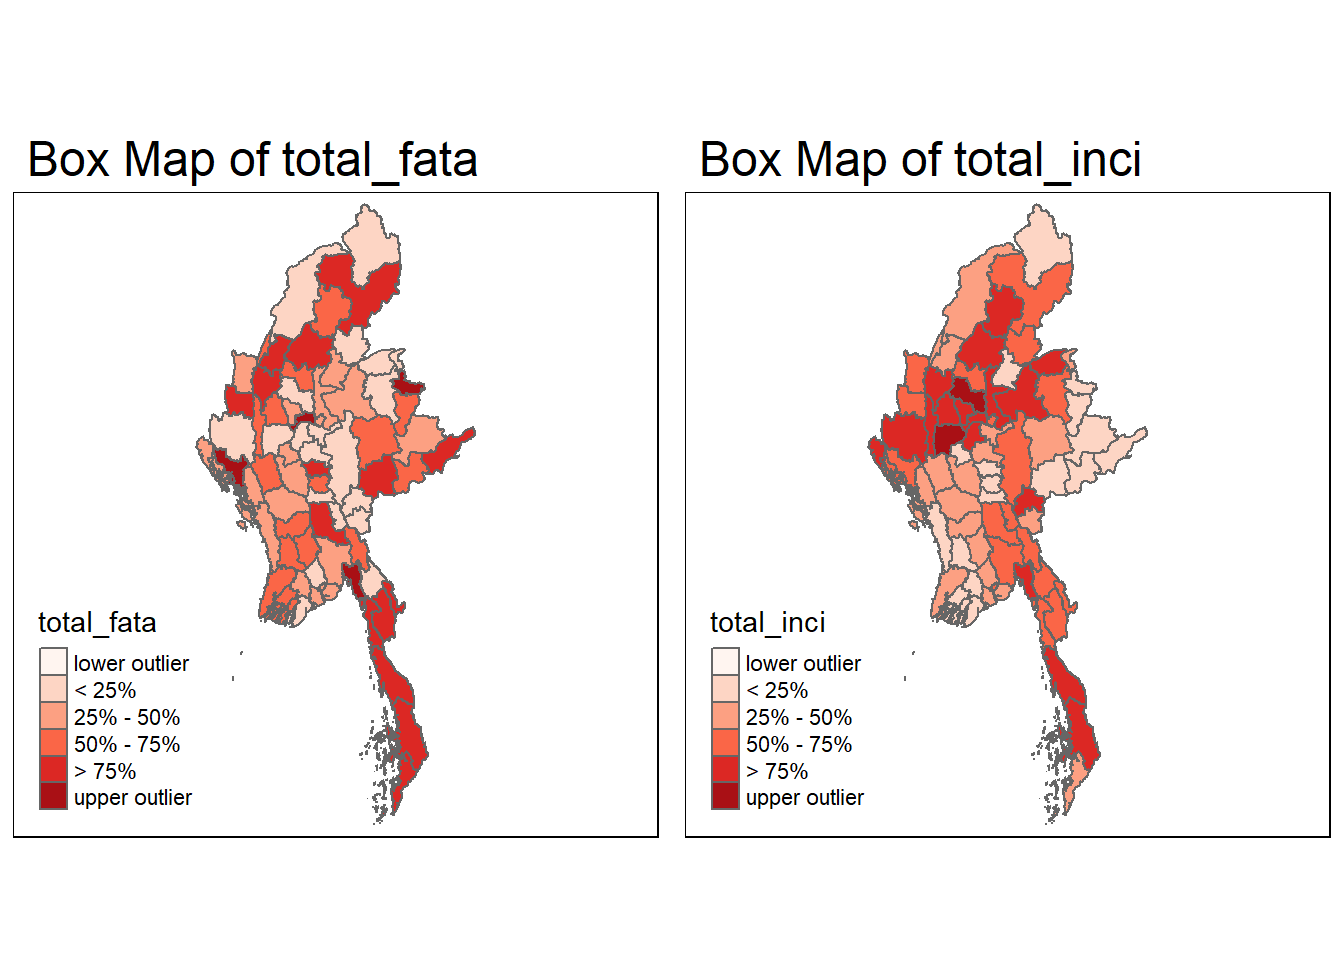 Box Map of total_fata
total_fata
lower outlier
< 25%
25% - 50%
50% - 75%
> 75%
upper outlier
Box Map of total_inci
total_inci
lower outlier
< 25%
25% - 50%
50% - 75%
> 75%
upper outlier